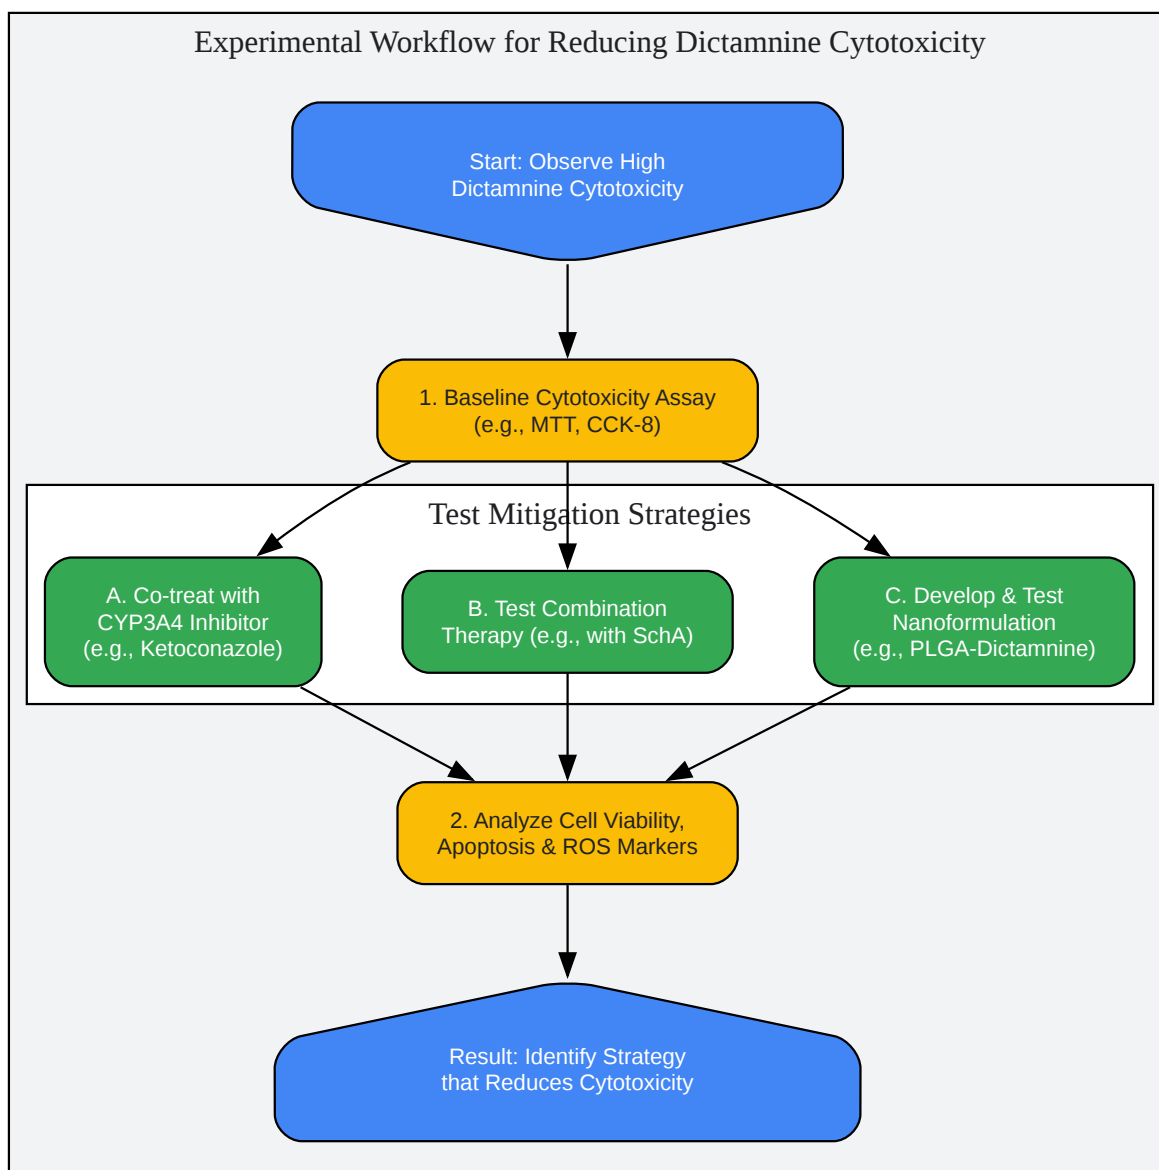 Experimental Workflow for Reducing Dictamnine Cytotoxicity
Start: Observe High
Dictamnine Cytotoxicity
1. Baseline Cytotoxicity Assay
(e.g., MTT, CCK-8)
Test Mitigation Strategies
A. Co-treat with
CYP3A4 Inhibitor
(e.g., Ketoconazole)
B. Test Combination
Therapy (e.g., with SchA)
C. Develop & Test
Nanoformulation
(e.g., PLGA-Dictamnine)
2. Analyze Cell Viability,
Apoptosis & ROS Markers
Result: Identify Strategy
that Reduces Cytotoxicity